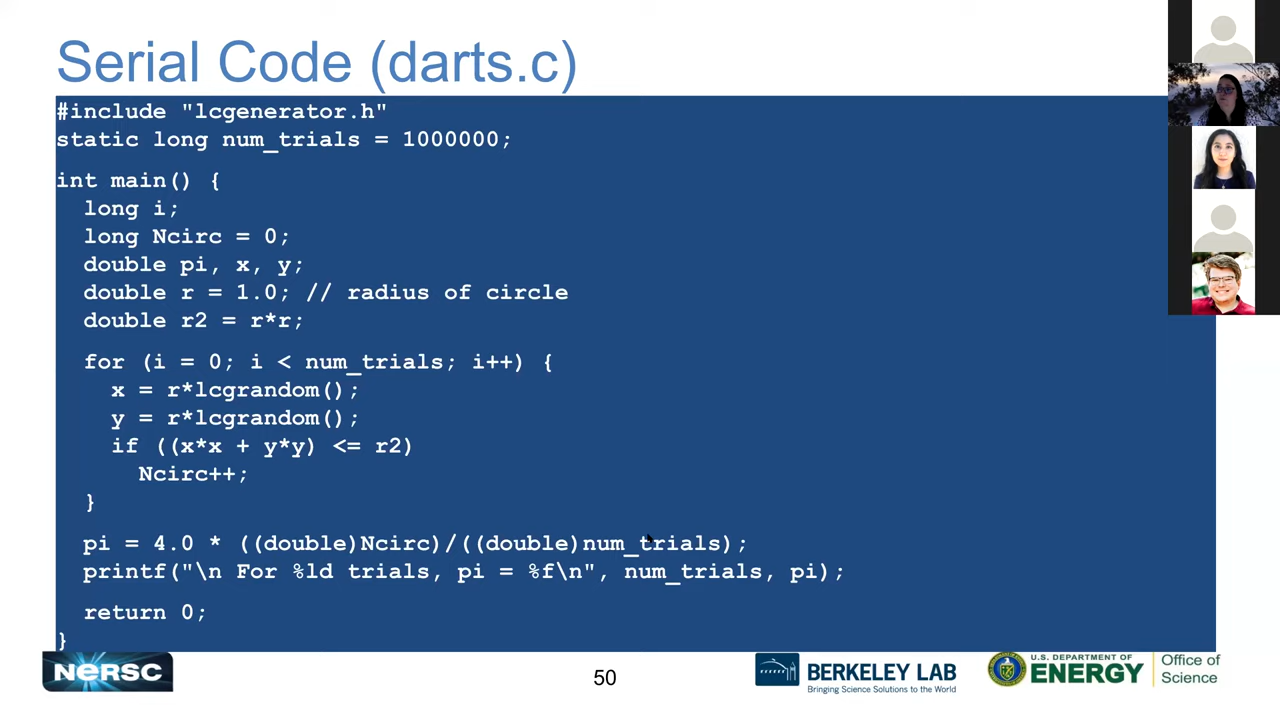 Serial Code (darts.c)
#include "lcgenerator.h"
static long num_trials = 1000000;
int main() {
long i;
long Ncirc = 0;
double pi, x, y;
double r = 1.0; // radius of circle
double r2 = r*r;
for (i = 0; i < num_trials; i++) {
x = r*lcgrandom();
y = r*lcgrandom();
if ((x*x + y*y) <= r2)
Ncirc++;
}
pi = 4.0 * ((double)Ncirc)/((double)num_trials);
printf("\n For %ld trials, pi = %f\n", num_trials, pi);
return 0;
}
NERSC
50
BERKELEY LAB
Bringing Science Solutions to the World
U.S. DEPARTMENT OF
ENERGY
Office of
Science